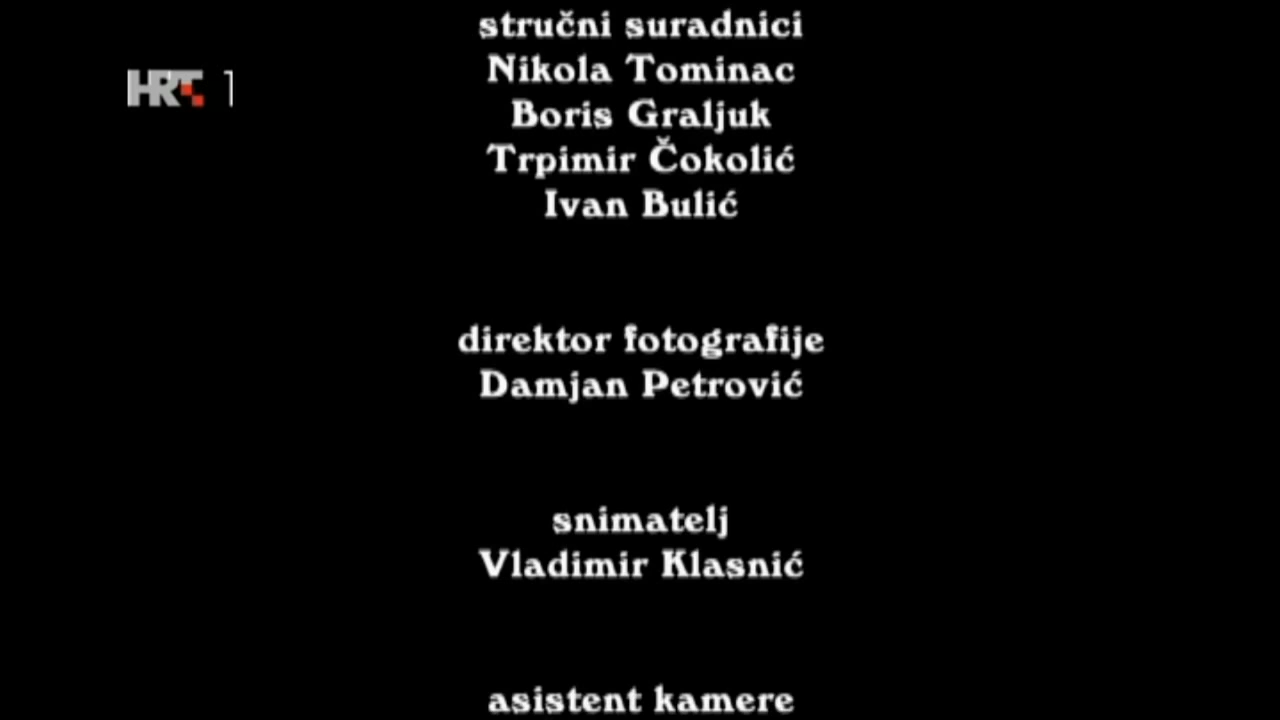 stručni suradnici
HRT 1
Nikola Tominac
Boris Graljuk
Trpimir Čokolić
Ivan Bulić
direktor fotografije
Damjan Petrović
snimatelj
Vladimir Klasnić
asistent kamere